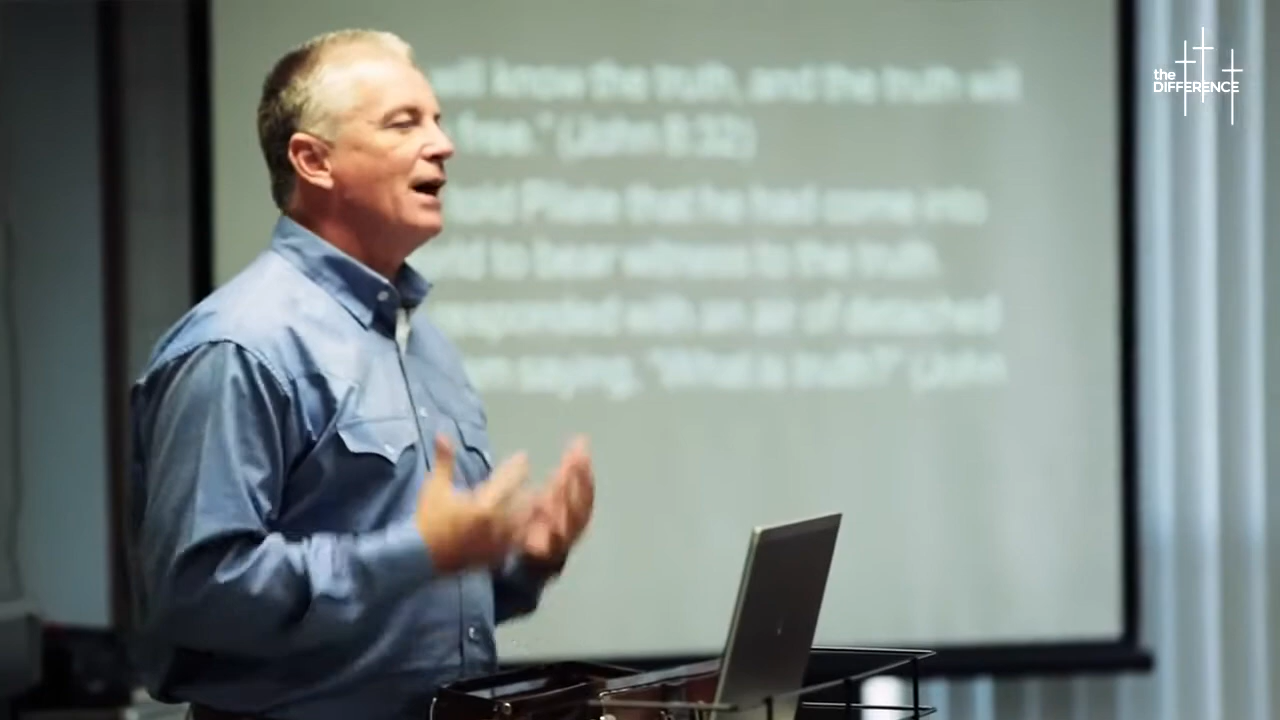 will know the truth, and the truth will
free." (John 8:32)
told Pilate that he had come into
to bear witness to the truth.
responded with an air of detached
saying, "What is truth?" (John
the
DIFFERENCE